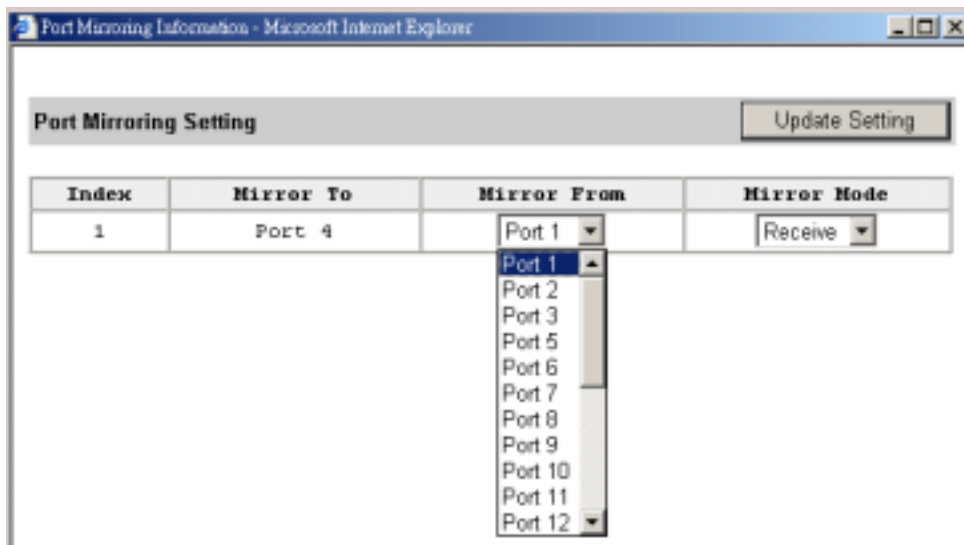 Port Mirroring Information - Microsoft Internet Explorer
Port Mirroring Setting
Update Setting
Index Mirror To Mirror From Mirror Mode
1 Port 4 Port 1 Receive
Port 1
Port 2
Port 3
Port 5
Port 6
Port 7
Port 8
Port 9
Port 10
Port 11
Port 12